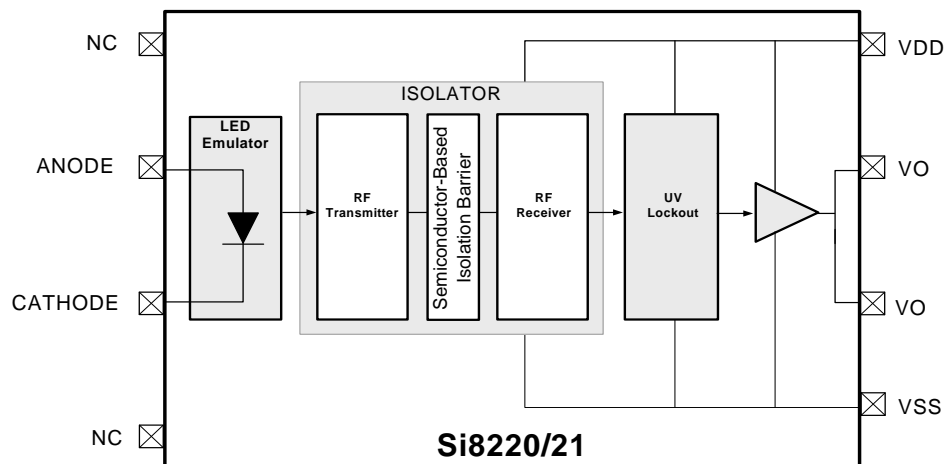 NC
VDD
ISOLATOR
LED
Emulator
ANODE
VO
RF
Transmitter
Semiconductor-Based
Isolation Barrier
RF
Receiver
UV
Lockout
CATHODE
VO
VSS
NC
Si8220/21